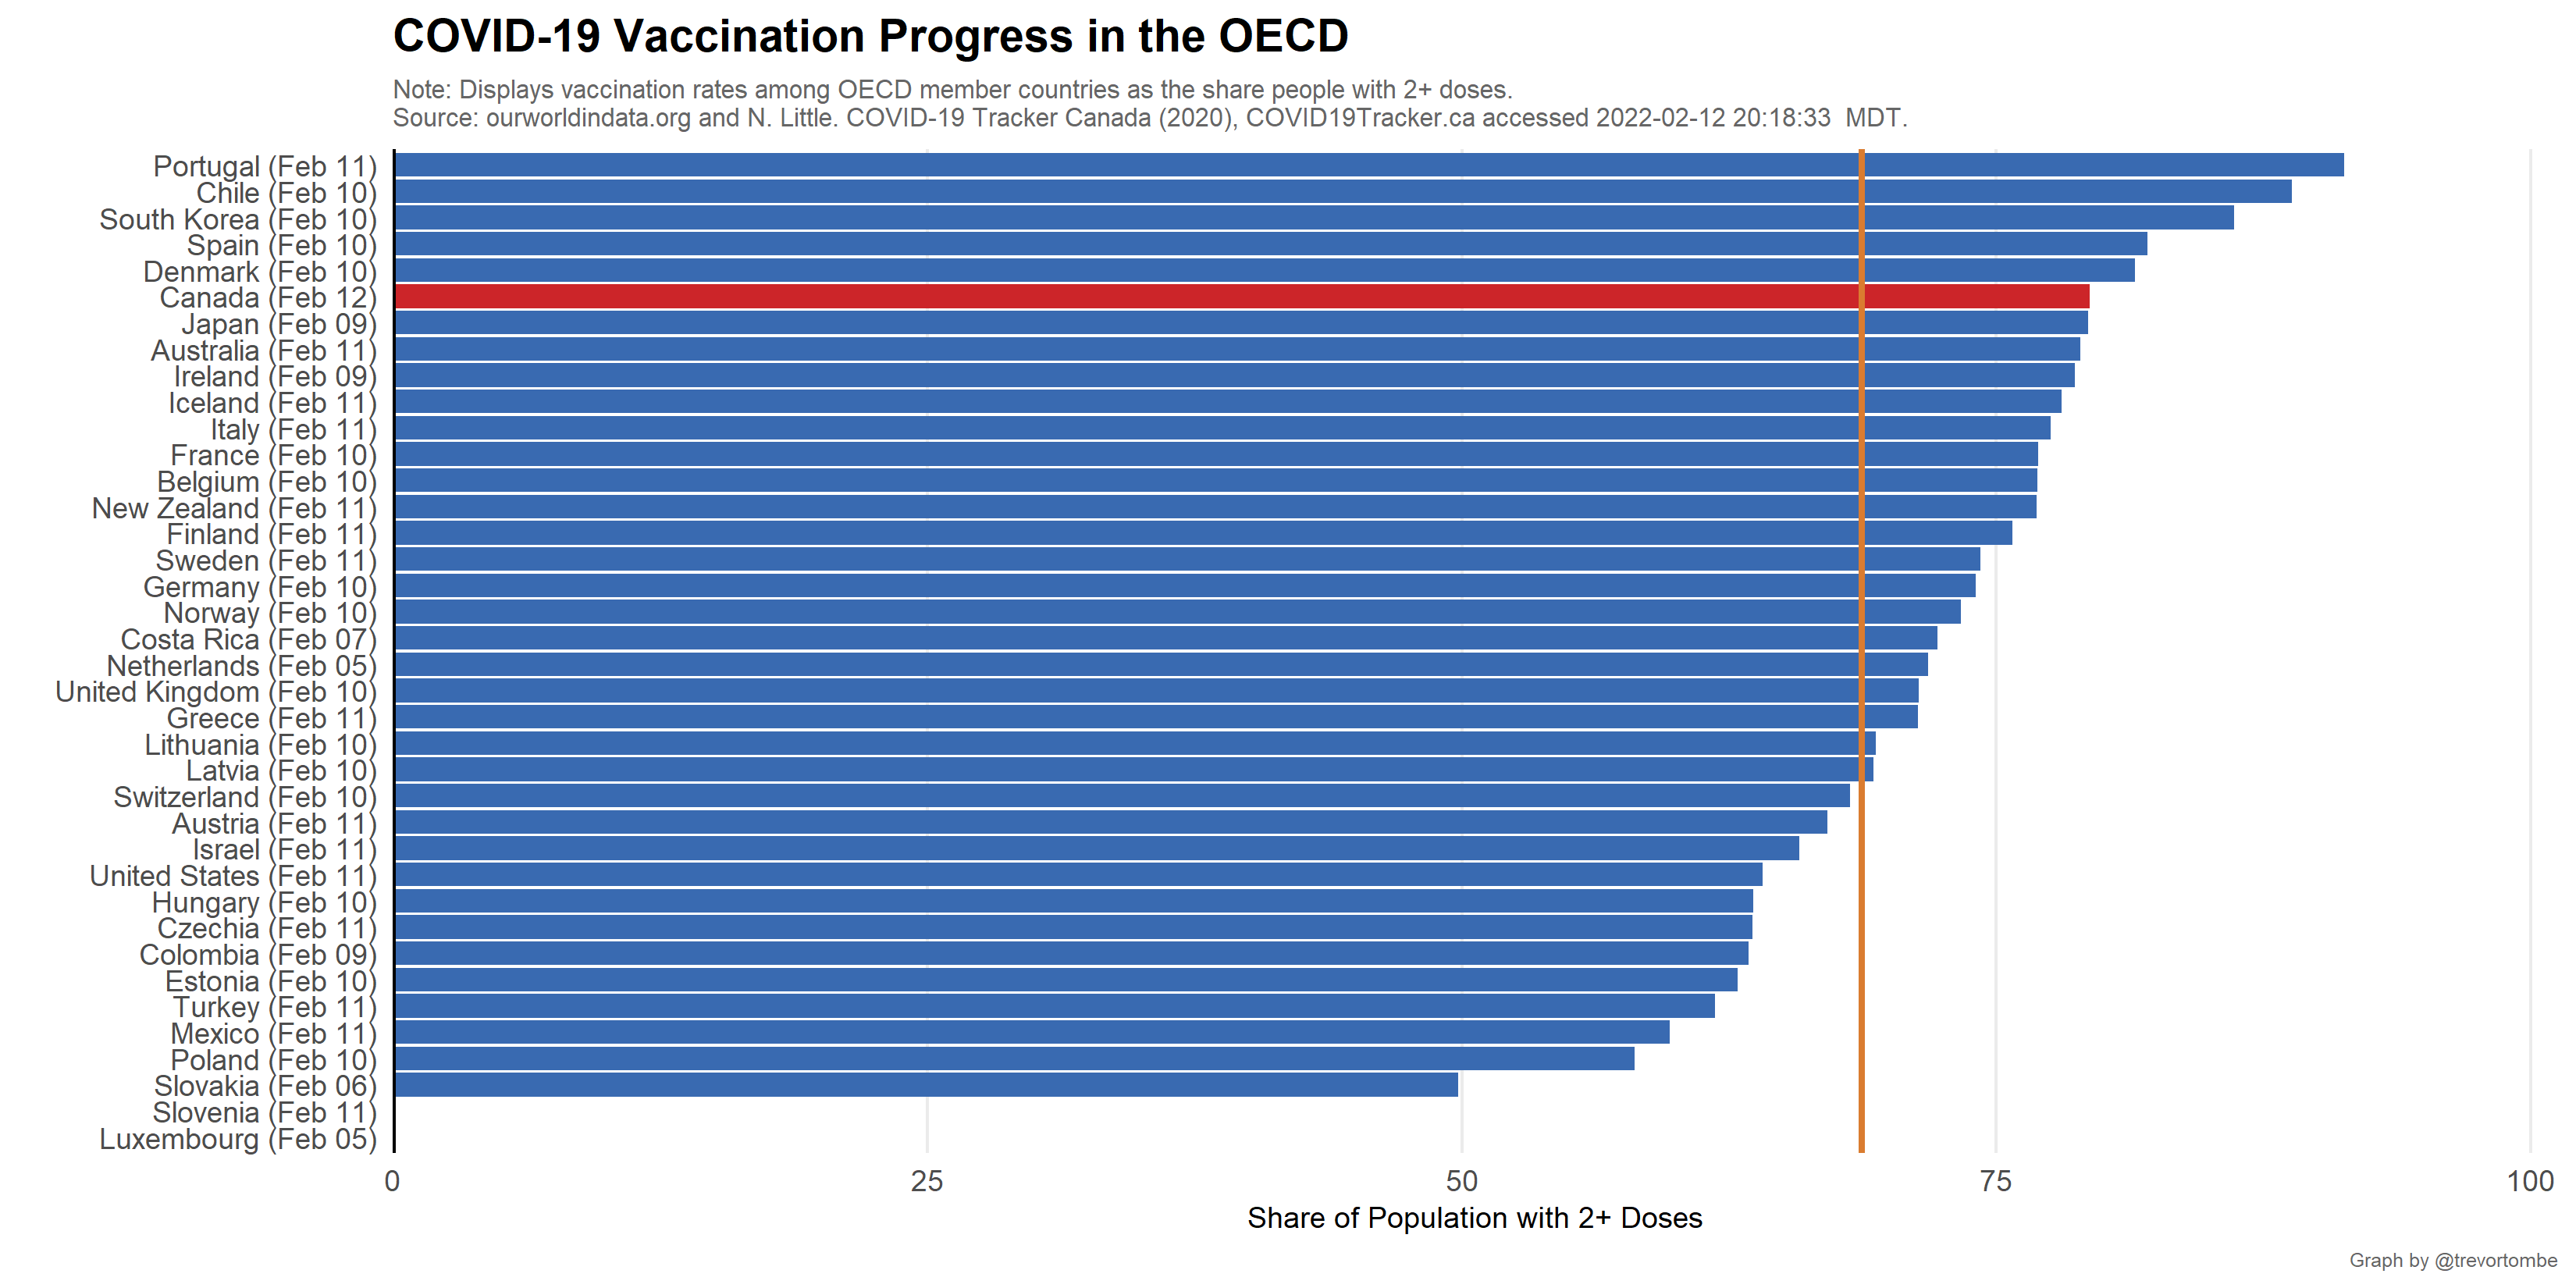 COVID-19 Vaccination Progress in the OECD
Note: Displays vaccination rates among OECD member countries as the share people with 2+ doses.
Source: ourworldindata.org and N. Little. COVID-19 Tracker Canada (2020), COVID19Tracker.ca accessed 2022-02-12 20:18:33  MDT.
Portugal (Feb 11)
Chile (Feb 10)
South Korea (Feb 10)
Spain (Feb 10)
Denmark (Feb 10)
Canada (Feb 12)
Japan (Feb 09)
Australia (Feb 11)
Ireland (Feb 09)
Iceland (Feb 11)
Italy (Feb 11)
France (Feb 10)
Belgium (Feb 10)
New Zealand (Feb 11)
Finland (Feb 11)
Sweden (Feb 11)
Germany (Feb 10)
Norway (Feb 10)
Costa Rica (Feb 07)
Netherlands (Feb 05)
United Kingdom (Feb 10)
Greece (Feb 11)
Lithuania (Feb 10)
Latvia (Feb 10)
Switzerland (Feb 10)
Austria (Feb 11)
Israel (Feb 11)
United States (Feb 11)
Hungary (Feb 10)
Czechia (Feb 11)
Colombia (Feb 09)
Estonia (Feb 10)
Turkey (Feb 11)
Mexico (Feb 11)
Poland (Feb 10)
Slovakia (Feb 06)
Slovenia (Feb 11)
Luxembourg (Feb 05)
0 25 50 75 100
Share of Population with 2+ Doses
Graph by @trevortombe